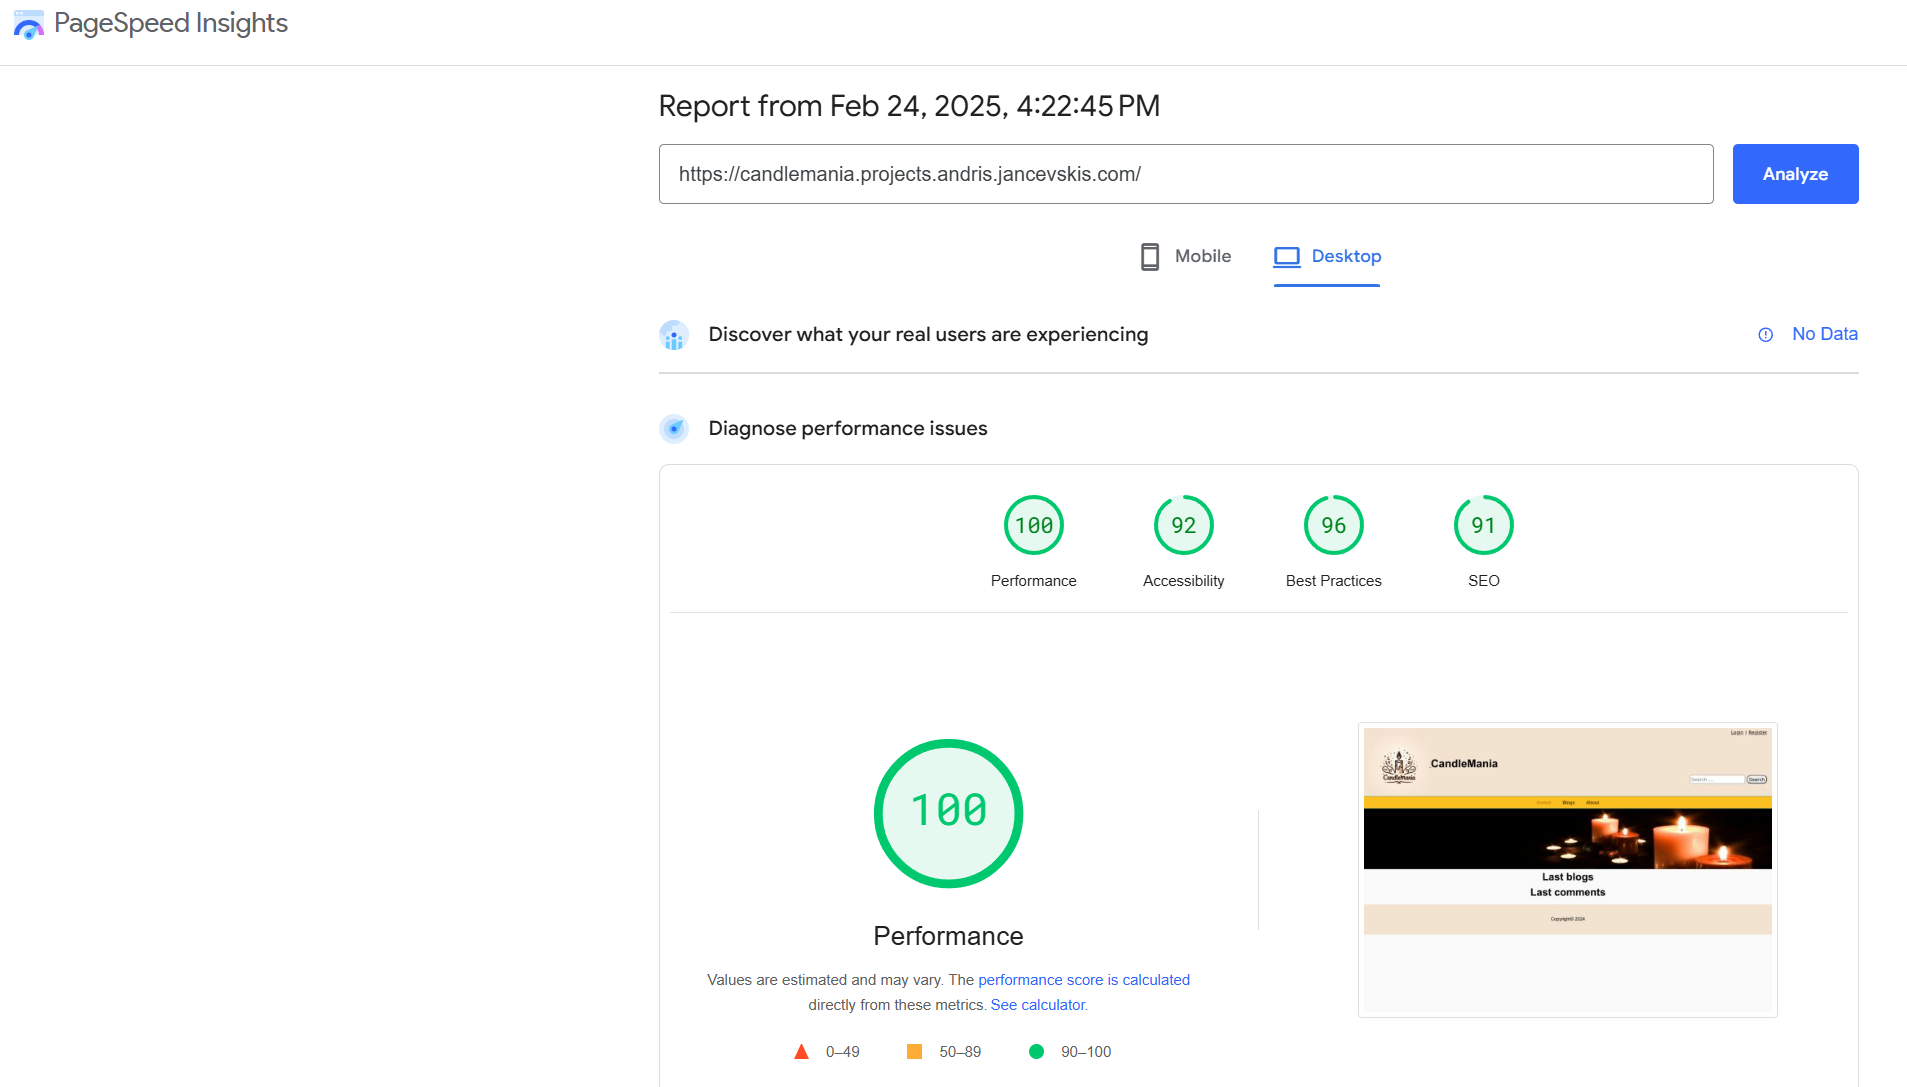 PageSpeed Insights
Report from Feb 24, 2025, 4:22:45 PM
https://candlemania.projects.andris.jancevskis.com/
Analyze
Mobile
Desktop
Discover what your real users are experiencing
No Data
Diagnose performance issues
100
92
96
91
Performance
Accessibility
Best Practices
SEO
100
Performance
Values are estimated and may vary. The performance score is calculated
directly from these metrics. See calculator.
0–49
50–89
90–100
Login | Register
CandleMania
CandleMania
Search ...
Search
Home
Blogs
About
Last blogs
Last comments
Copyright© 2024